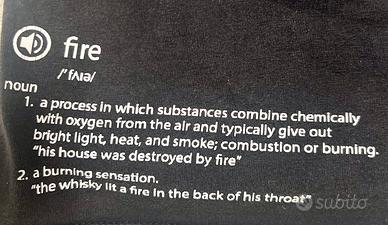 fire
/ˈfʌɪə/
noun
1. a process in which substances combine chemically
with oxygen from the air and typically give out
bright light, heat, and smoke; combustion or burning.
"his house was destroyed by fire"
2. a burning sensation.
"the whisky lit a fire in the back of his throat"
subito